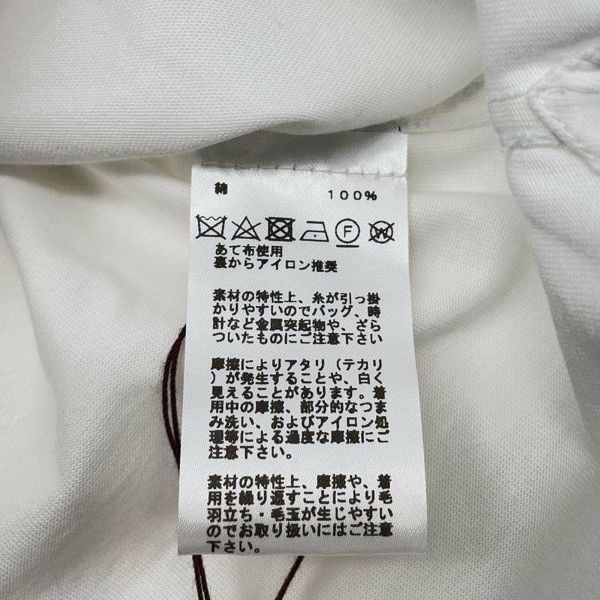 綿 100%
F W
あて布使用
裏からアイロン推奨
素材の特性上、糸が引っ掛
かりやすいのでバッグ、時
計など金属突起物や、ざら
ついたものにご注意下さい
摩擦によりアタリ（テカリ
）が発生することや、白く
見えることがあります。着
用中の摩擦、部分的なつま
み洗い、およびアイロン処
理等による過度な摩擦にご
注意下さい。
素材の特性上、摩擦や、着
用を繰り返すことにより毛
羽立ち・毛玉が生じやすい
のでお取り扱いにはご注意
下さい。